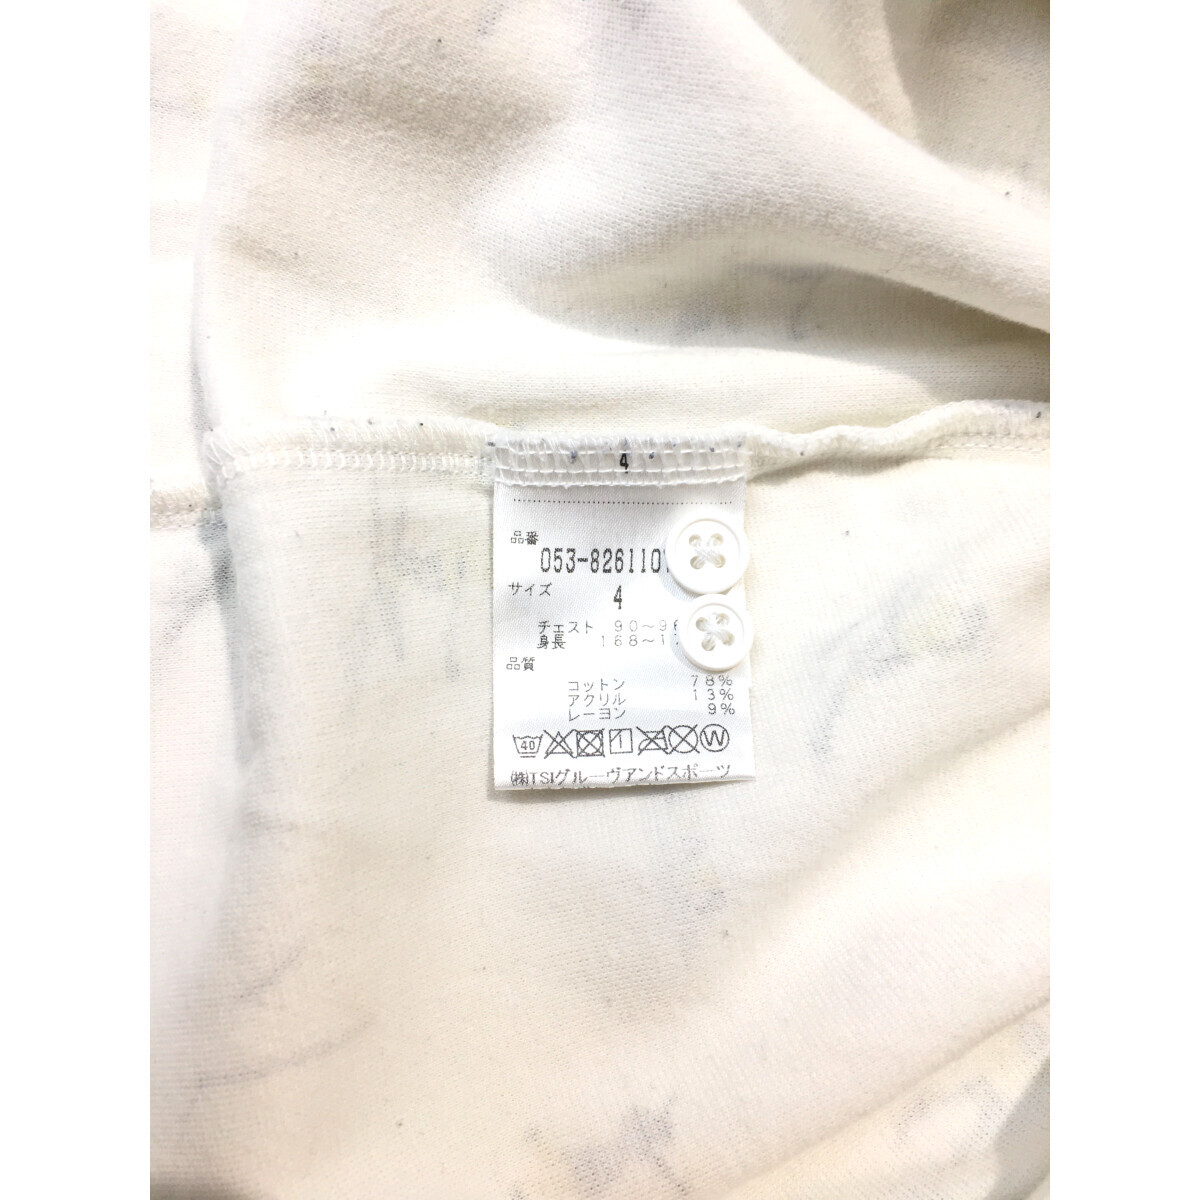 4
品番
053-826110
サイズ
4
チェスト 90～96
身長 168～17
品質
コットン 78%
アクリル 13%
レーヨン 9%
40 W
㈱TSIグルーヴアンドスポーツ